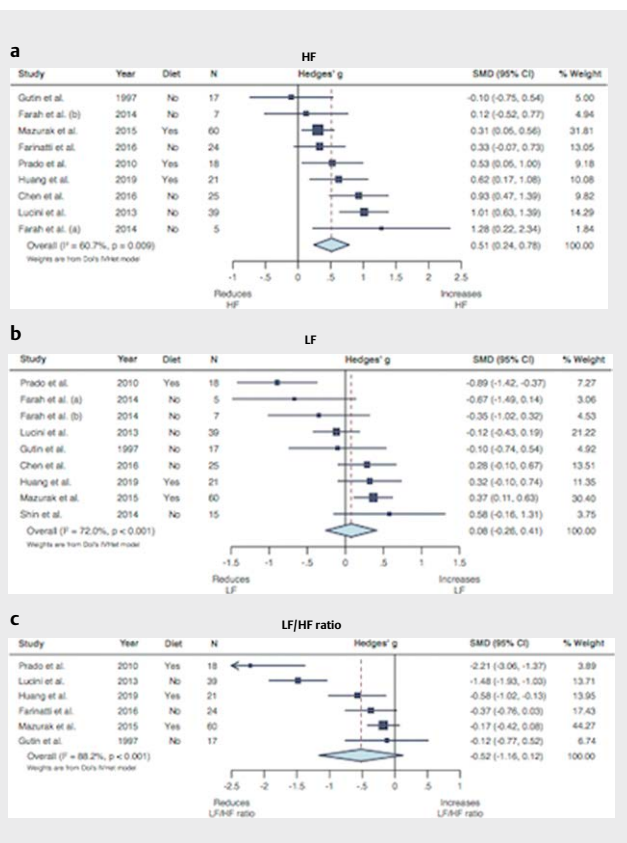 a
HF
Study Year Diet N Hedges' g SMD (95% CI) % Weight
Gutin et al. 1997 No 17 -0.10 (-0.75, 0.54) 5.00
Farah et al. (b) 2014 No 7 0.12 (-0.52, 0.77) 4.94
Mazurak et al. 2015 Yes 60 0.31 (0.05, 0.56) 31.81
Farinatti et al. 2016 No 24 0.33 (-0.07, 0.73) 13.05
Prado et al. 2010 Yes 18 0.53 (0.05, 1.00) 9.18
Huang et al. 2019 Yes 21 0.62 (0.17, 1.08) 10.08
Chen et al. 2016 No 25 0.93 (0.47, 1.39) 9.82
Lucini et al. 2013 No 39 1.01 (0.63, 1.39) 14.29
Farah et al. (a) 2014 No 5 1.28 (0.22, 2.34) 1.84
Overall (I² = 60.7%, p = 0.009) 0.51 (0.24, 0.78) 100.00
Weights are from Doi's IVHet model
-1 -.5 0 .5 1 1.5 2 2.5
Reduces Increases
HF HF
b
LF
Study Year Diet N Hedges' g SMD (95% CI) % Weight
Prado et al. 2010 Yes 18 -0.89 (-1.42, -0.37) 7.27
Farah et al. (a) 2014 No 5 -0.67 (-1.49, 0.14) 3.06
Farah et al. (b) 2014 No 7 -0.35 (-1.02, 0.32) 4.53
Lucini et al. 2013 No 39 -0.12 (-0.43, 0.19) 21.22
Gutin et al. 1997 No 17 -0.10 (-0.74, 0.54) 4.92
Chen et al. 2016 No 25 0.28 (-0.10, 0.67) 13.51
Huang et al. 2019 Yes 21 0.32 (-0.10, 0.74) 11.35
Mazurak et al. 2015 Yes 60 0.37 (0.11, 0.63) 30.40
Shin et al. 2014 No 15 0.58 (-0.16, 1.31) 3.75
Overall (I² = 72.0%, p < 0.001) 0.08 (-0.26, 0.41) 100.00
Weights are from Doi's IVHet model
-1.5 -1 -.5 0 .5 1 1.5
Reduces Increases
LF LF
c
LF/HF ratio
Study Year Diet N Hedges' g SMD (95% CI) % Weight
Prado et al. 2010 Yes 18 -2.21 (-3.06, -1.37) 3.89
Lucini et al. 2013 No 39 -1.48 (-1.93, -1.03) 13.71
Huang et al. 2019 Yes 21 -0.58 (-1.02, -0.13) 13.95
Farinatti et al. 2016 No 24 -0.37 (-0.76, 0.03) 17.43
Mazurak et al. 2015 Yes 60 -0.17 (-0.42, 0.08) 44.27
Gutin et al. 1997 No 17 -0.12 (-0.77, 0.52) 6.74
Overall (I² = 88.2%, p < 0.001) -0.52 (-1.16, 0.12) 100.00
Weights are from Doi's IVHet model
-2.5 -2 -1.5 -1 -.5 0 .5 1
Reduces Increases
LF/HF ratio LF/HF ratio